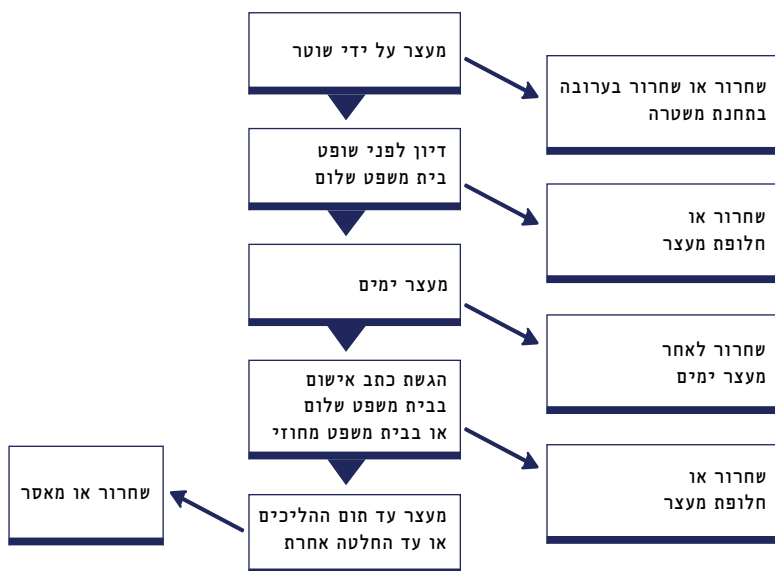 מעצר על ידי שוטר
שחרור או שחרור בערובה
בתחנת משטרה
דיון לפני שופט
בית משפט שלום
שחרור או
חלופת מעצר
מעצר ימים
שחרור לאחר
מעצר ימים
הגשת כתב אישום
בבית משפט שלום
או בבית משפט מחוזי
שחרור או
חלופת מעצר
מעצר עד תום ההליכים
או עד החלטה אחרת
שחרור או מאסר